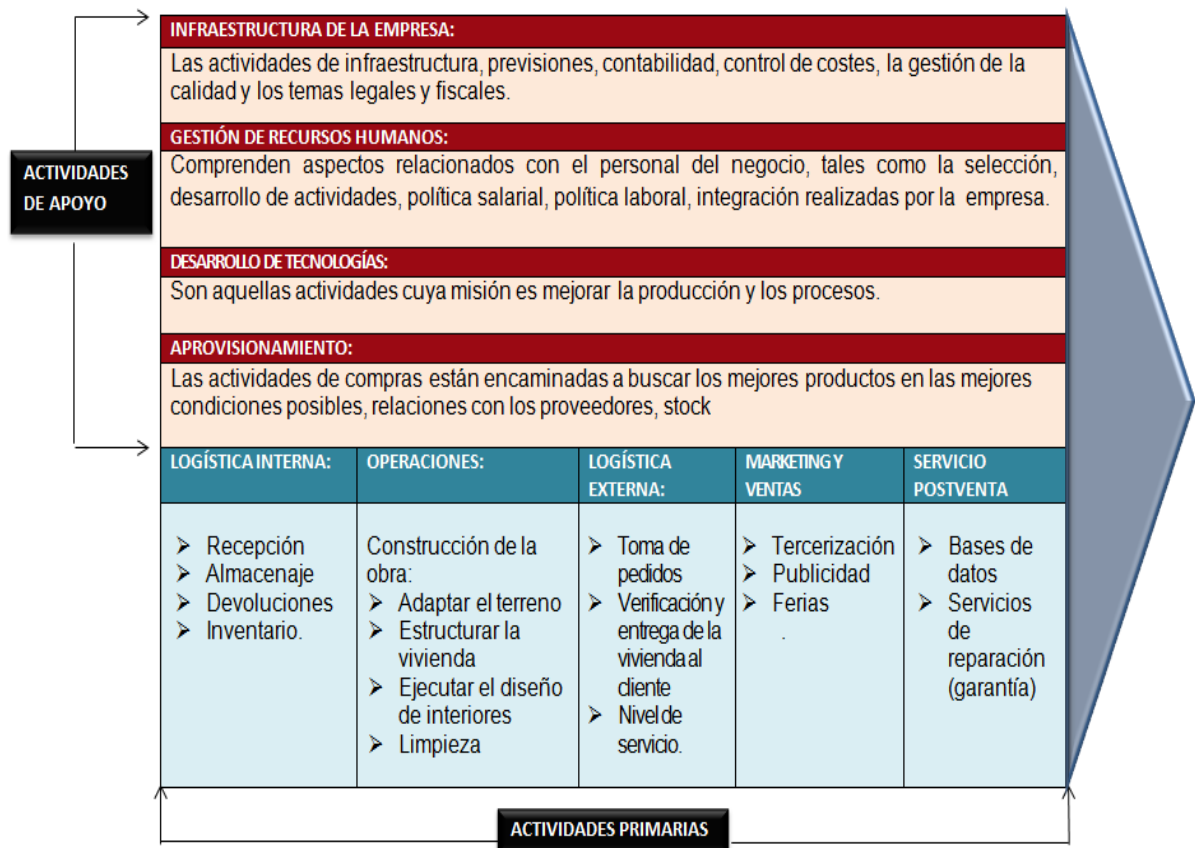 INFRAESTRUCTURA DE LA EMPRESA:
Las actividades de infraestructura, previsiones, contabilidad, control de costes, la gestión de la
calidad y los temas legales y fiscales.
GESTIÓN DE RECURSOS HUMANOS:
Comprenden aspectos relacionados con el personal del negocio, tales como la selección,
desarrollo de actividades, política salarial, política laboral, integración realizadas por la empresa.
ACTIVIDADES
DE APOYO
DESARROLLO DE TECNOLOGÍAS:
Son aquellas actividades cuya misión es mejorar la producción y los procesos.
APROVISIONAMIENTO:
Las actividades de compras están encaminadas a buscar los mejores productos en las mejores
condiciones posibles, relaciones con los proveedores, stock
LOGÍSTICA INTERNA:
➢ Recepción
➢ Almacenaje
➢ Devoluciones
➢ Inventario.
OPERACIONES:
Construcción de la
obra:
➢ Adaptar el terreno
➢ Estructurar la
vivienda
➢ Ejecutar el diseño
de interiores
➢ Limpieza
LOGÍSTICA
EXTERNA:
➢ Toma de
pedidos
➢ Verificación y
entrega de la
vivienda al
cliente
➢ Nivel de
servicio.
MARKETING Y
VENTAS
➢ Tercerización
➢ Publicidad
➢ Ferias
.
SERVICIO
POSTVENTA
➢ Bases de
datos
➢ Servicios
de
reparación
(garantía)
ACTIVIDADES PRIMARIAS